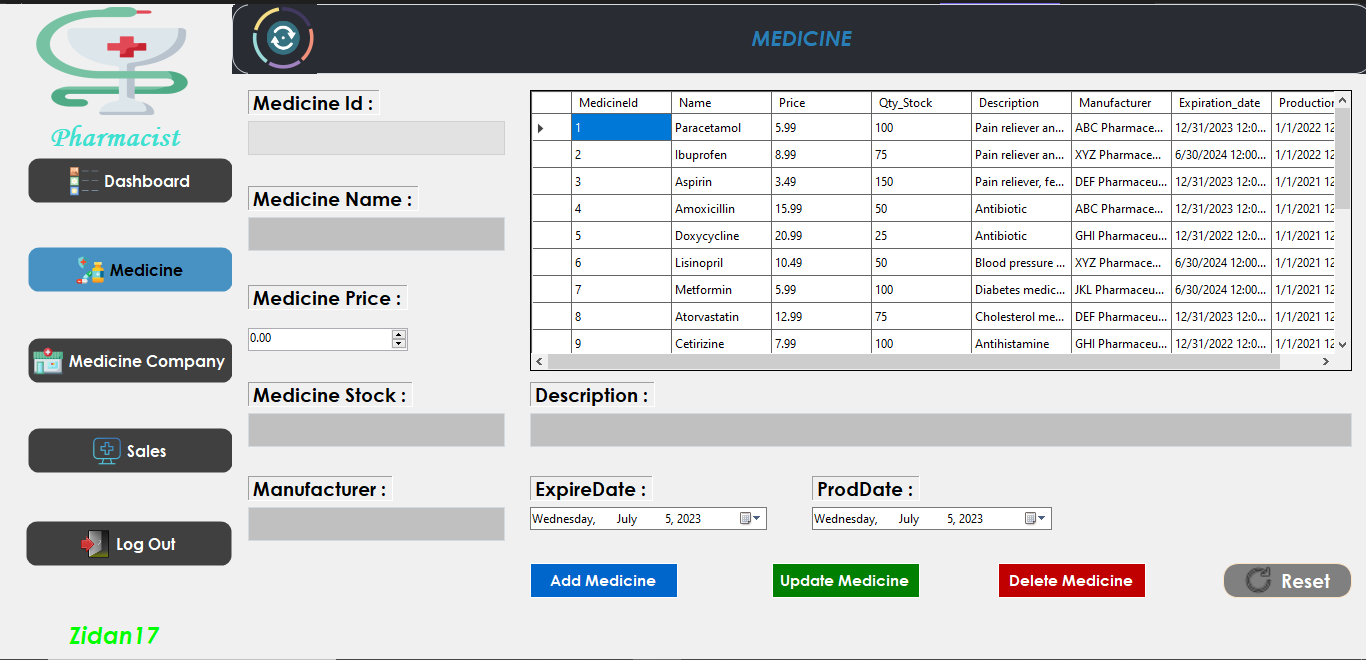 MEDICINE
Pharmacist
Dashboard
Medicine
Medicine Company
Sales
Log Out
Zidan17
Medicine Id :
Medicine Name :
Medicine Price :
0.00
Medicine Stock :
Manufacturer :
MedicineId Name Price Qty_Stock Description Manufacturer Expiration_date Production
1 Paracetamol 5.99 100 Pain reliever an... ABC Pharmace... 12/31/2023 12:0... 1/1/2022 12
2 Ibuprofen 8.99 75 Pain reliever an... XYZ Pharmace... 6/30/2024 12:00... 1/1/2022 12
3 Aspirin 3.49 150 Pain reliever, fe... DEF Pharmaceu... 12/31/2023 12:0... 1/1/2021 12
4 Amoxicillin 15.99 50 Antibiotic ABC Pharmace... 12/31/2023 12:0... 1/1/2021 12
5 Doxycycline 20.99 25 Antibiotic GHI Pharmaceu... 12/31/2022 12:0... 1/1/2021 12
6 Lisinopril 10.49 50 Blood pressure ... XYZ Pharmace... 6/30/2024 12:00... 1/1/2021 12
7 Metformin 5.99 100 Diabetes medic... JKL Pharmaceu... 6/30/2024 12:00... 1/1/2021 12
8 Atorvastatin 12.99 75 Cholesterol me... DEF Pharmaceu... 12/31/2023 12:0... 1/1/2021 12
9 Cetirizine 7.99 100 Antihistamine GHI Pharmaceu... 12/31/2022 12:0... 1/1/2021 12
Description :
ExpireDate : ProdDate :
Wednesday, July 5, 2023 Wednesday, July 5, 2023
Add Medicine Update Medicine Delete Medicine Reset